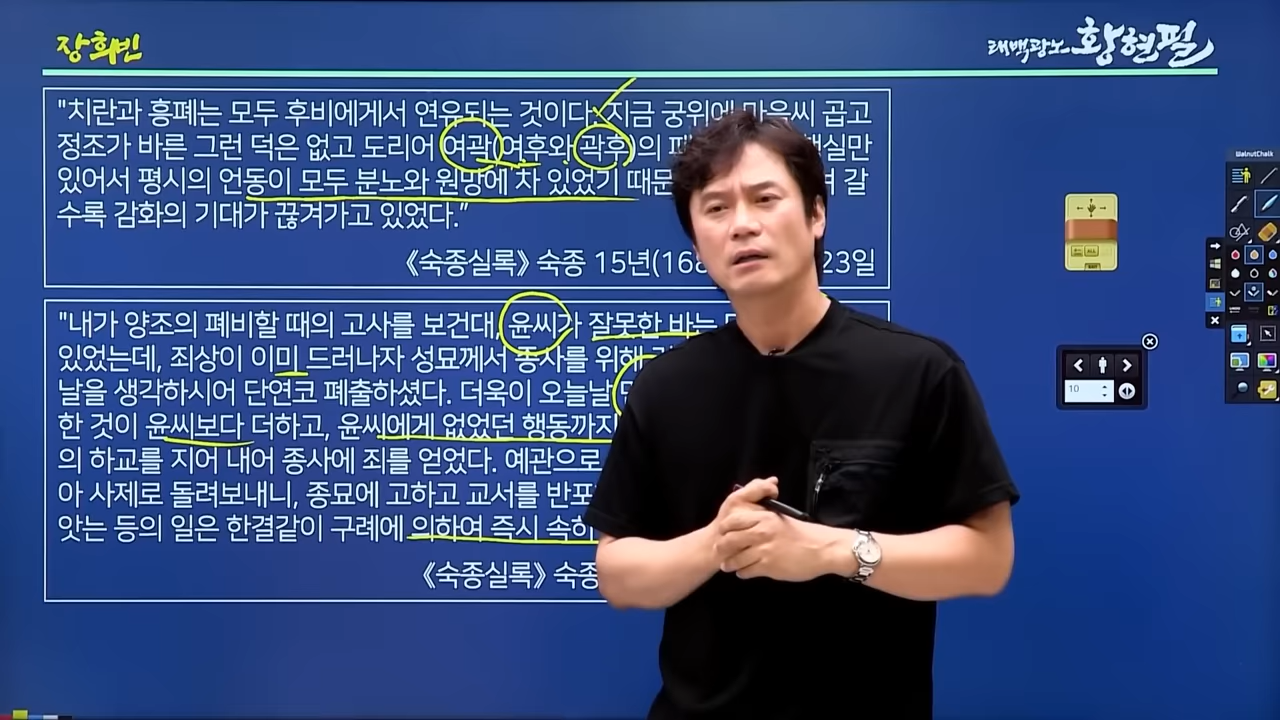 장희빈
태백광노 황현필
"치란과 흥폐는 모두 후비에게서 연유되는 것이다. 지금 궁위에 마음씨 곱고
정조가 바른 그런 덕은 없고 도리어 여곽(여후와 곽후)의 행실만
있어서 평시의 언동이 모두 분노와 원망에 차 있었기 갈
수록 감화의 기대가 끊겨가고 있었다."
《숙종실록》 숙종 15년(168 23일
"내가 양조의 폐비할 때의 고사를 보건대, 윤씨가 잘못한 바는
있었는데, 죄상이 이미 드러나자 성묘께서 종사를 위해
날을 생각하시어 단연코 폐출하셨다. 더욱이 오늘날
한 것이 윤씨보다 더하고, 윤씨에게 없었던 행동까지
의 하교를 지어 내어 종사에 죄를 얻었다. 예관으로
아 사제로 돌려보내니, 종묘에 고하고 교서를 반포
앗는 등의 일은 한결같이 구례에 의하여 즉시 속히
《숙종실록》 숙종
WalnutChalk
10